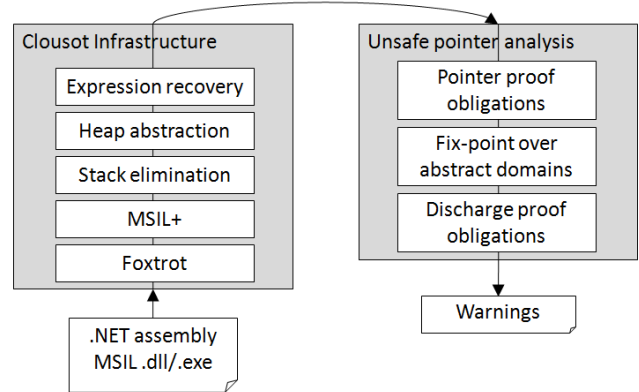 Clousot Infrastructure
Expression recovery
Heap abstraction
Stack elimination
MSIL+
Foxtrot
.NET assembly
MSIL .dll/.exe
Unsafe pointer analysis
Pointer proof
obligations
Fix-point over
abstract domains
Discharge proof
obligations
Warnings